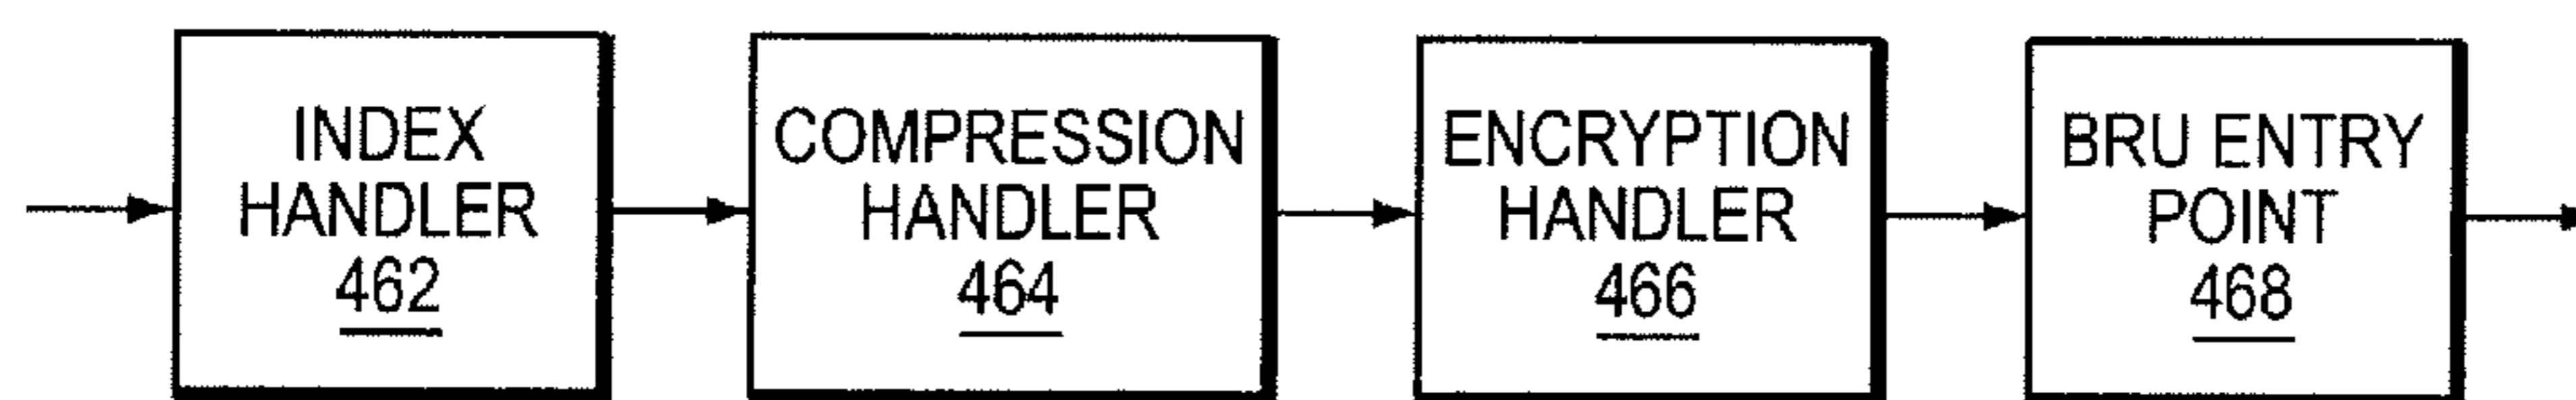 INDEX
HANDLER
462
COMPRESSION
HANDLER
464
ENCRYPTION
HANDLER
466
BRU ENTRY
POINT
468